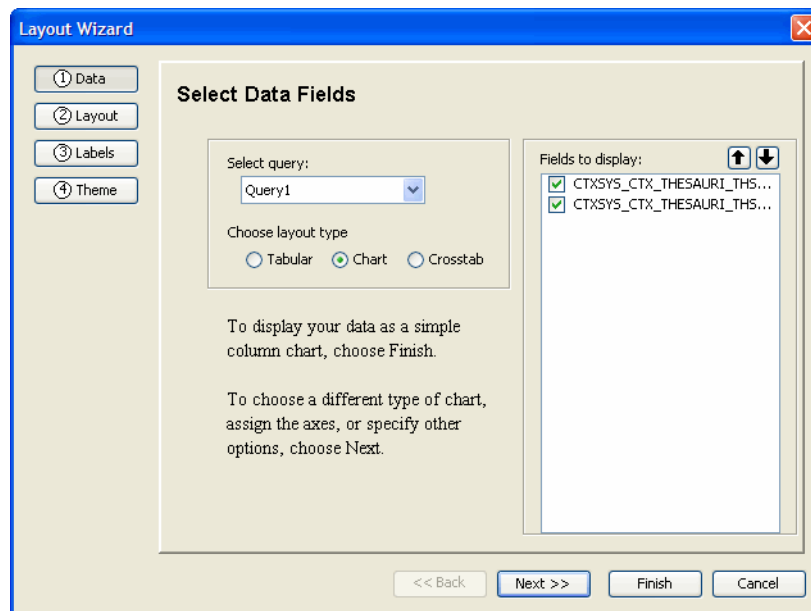 Layout Wizard
① Data
② Layout
③ Labels
④ Theme
Select Data Fields
Select query:
Query1
Choose layout type
Tabular
Chart
Crosstab
To display your data as a simple
column chart, choose Finish.
To choose a different type of chart,
assign the axes, or specify other
options, choose Next.
Fields to display:
CTXSYS_CTX_THESAURI_THS...
CTXSYS_CTX_THESAURI_THS...
<< Back
Next >>
Finish
Cancel